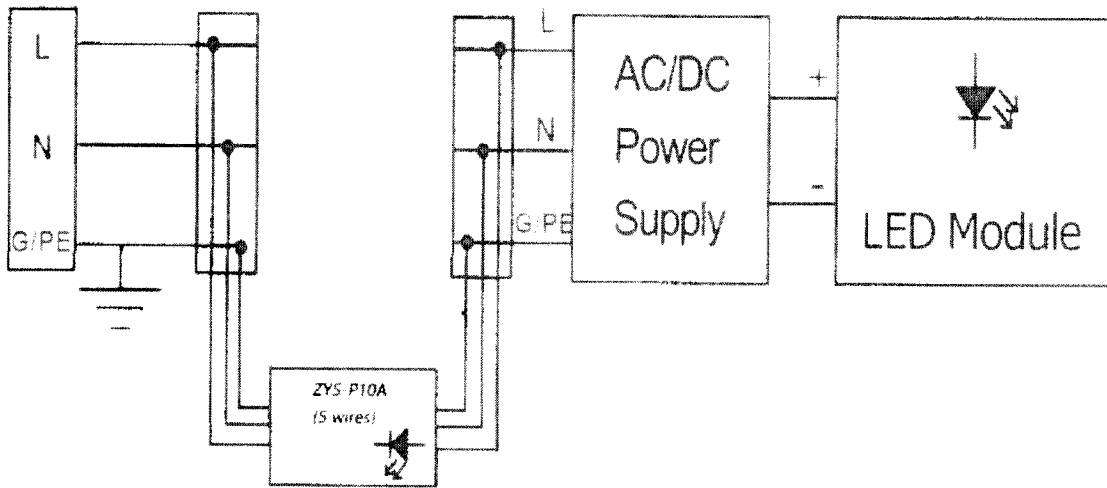 L
N
G/PE
L
N
G/PE
AC/DC
Power
Supply
+
-
LED Module
ZYS-P10A
(5 wires)